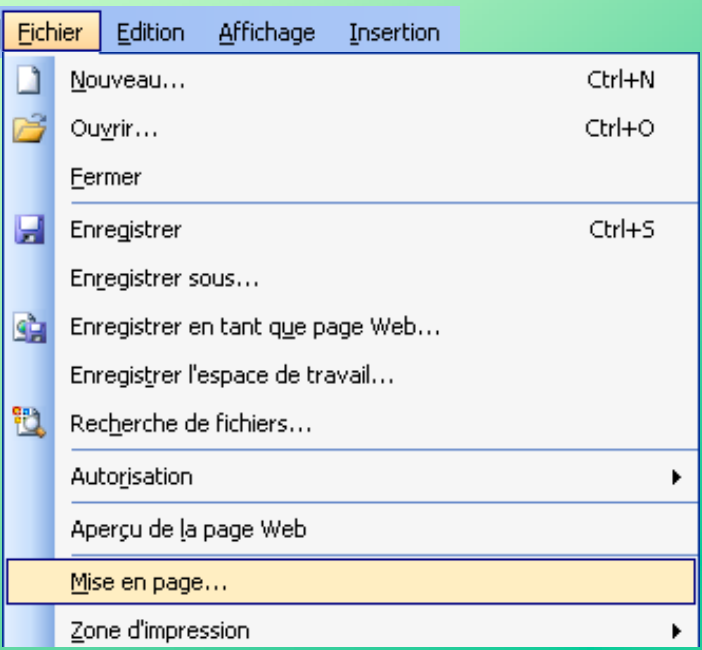 Fichier Edition Affichage Insertion
Nouveau... Ctrl+N
Ouvrir... Ctrl+O
Fermer
Enregistrer Ctrl+S
Enregistrer sous...
Enregistrer en tant que page Web...
Enregistrer l'espace de travail...
Recherche de fichiers...
Autorisation
Aperçu de la page Web
Mise en page...
Zone d'impression